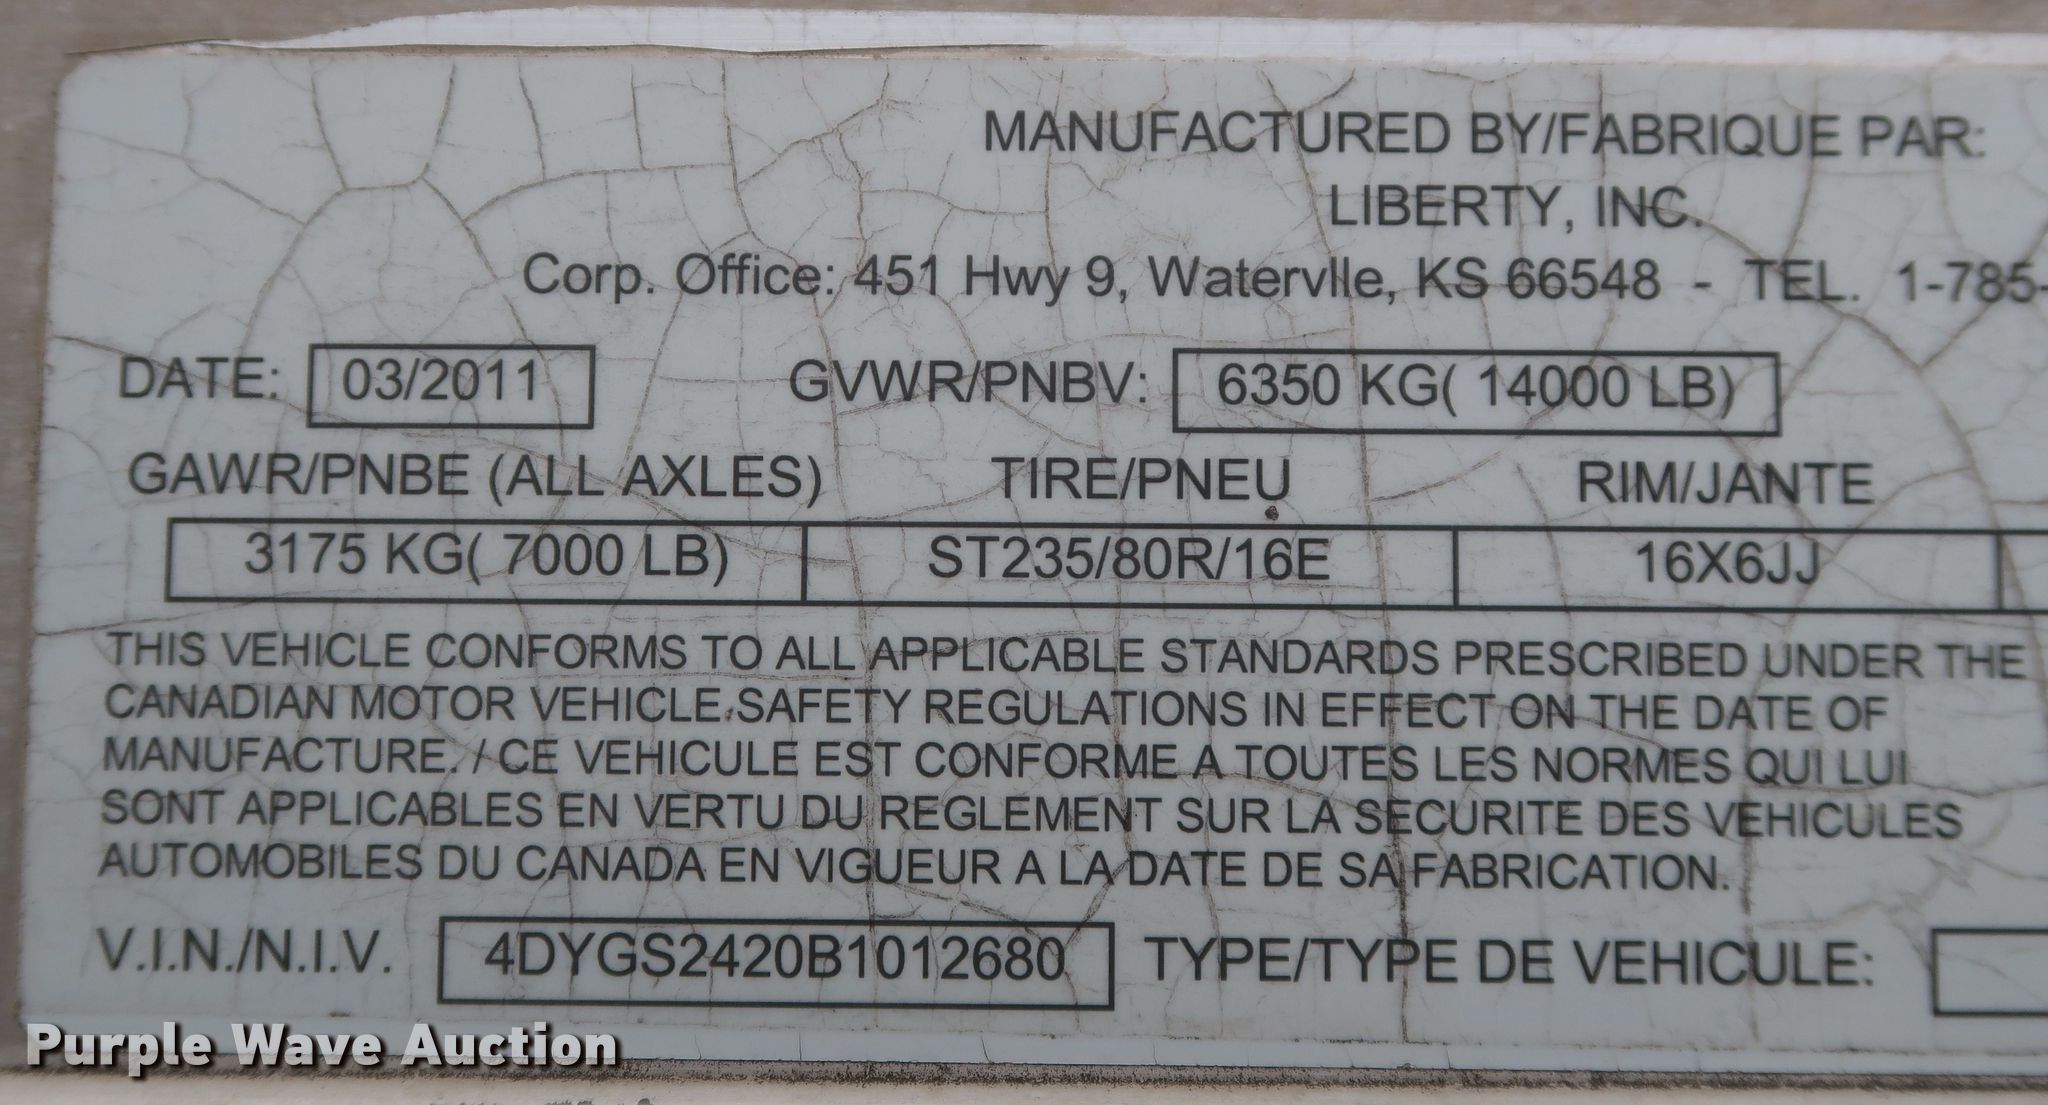 MANUFACTURED BY/FABRIQUE PAR:
LIBERTY, INC.
Corp. Office: 451 Hwy 9, Watervlle, KS 66548 - TEL. 1-785-
DATE: 03/2011 GVWR/PNBV: 6350 KG( 14000 LB)
GAWR/PNBE (ALL AXLES) TIRE/PNEU RIM/JANTE
3175 KG( 7000 LB) ST235/80R/16E 16X6JJ
THIS VEHICLE CONFORMS TO ALL APPLICABLE STANDARDS PRESCRIBED UNDER THE
CANADIAN MOTOR VEHICLE SAFETY REGULATIONS IN EFFECT ON THE DATE OF
MANUFACTURE. / CE VEHICULE EST CONFORME A TOUTES LES NORMES QUI LUI
SONT APPLICABLES EN VERTU DU REGLEMENT SUR LA SECURITE DES VEHICULES
AUTOMOBILES DU CANADA EN VIGUEUR A LA DATE DE SA FABRICATION.
V.I.N./N.I.V. 4DYGS2420B1012680 TYPE/TYPE DE VEHICULE:
Purple Wave Auction